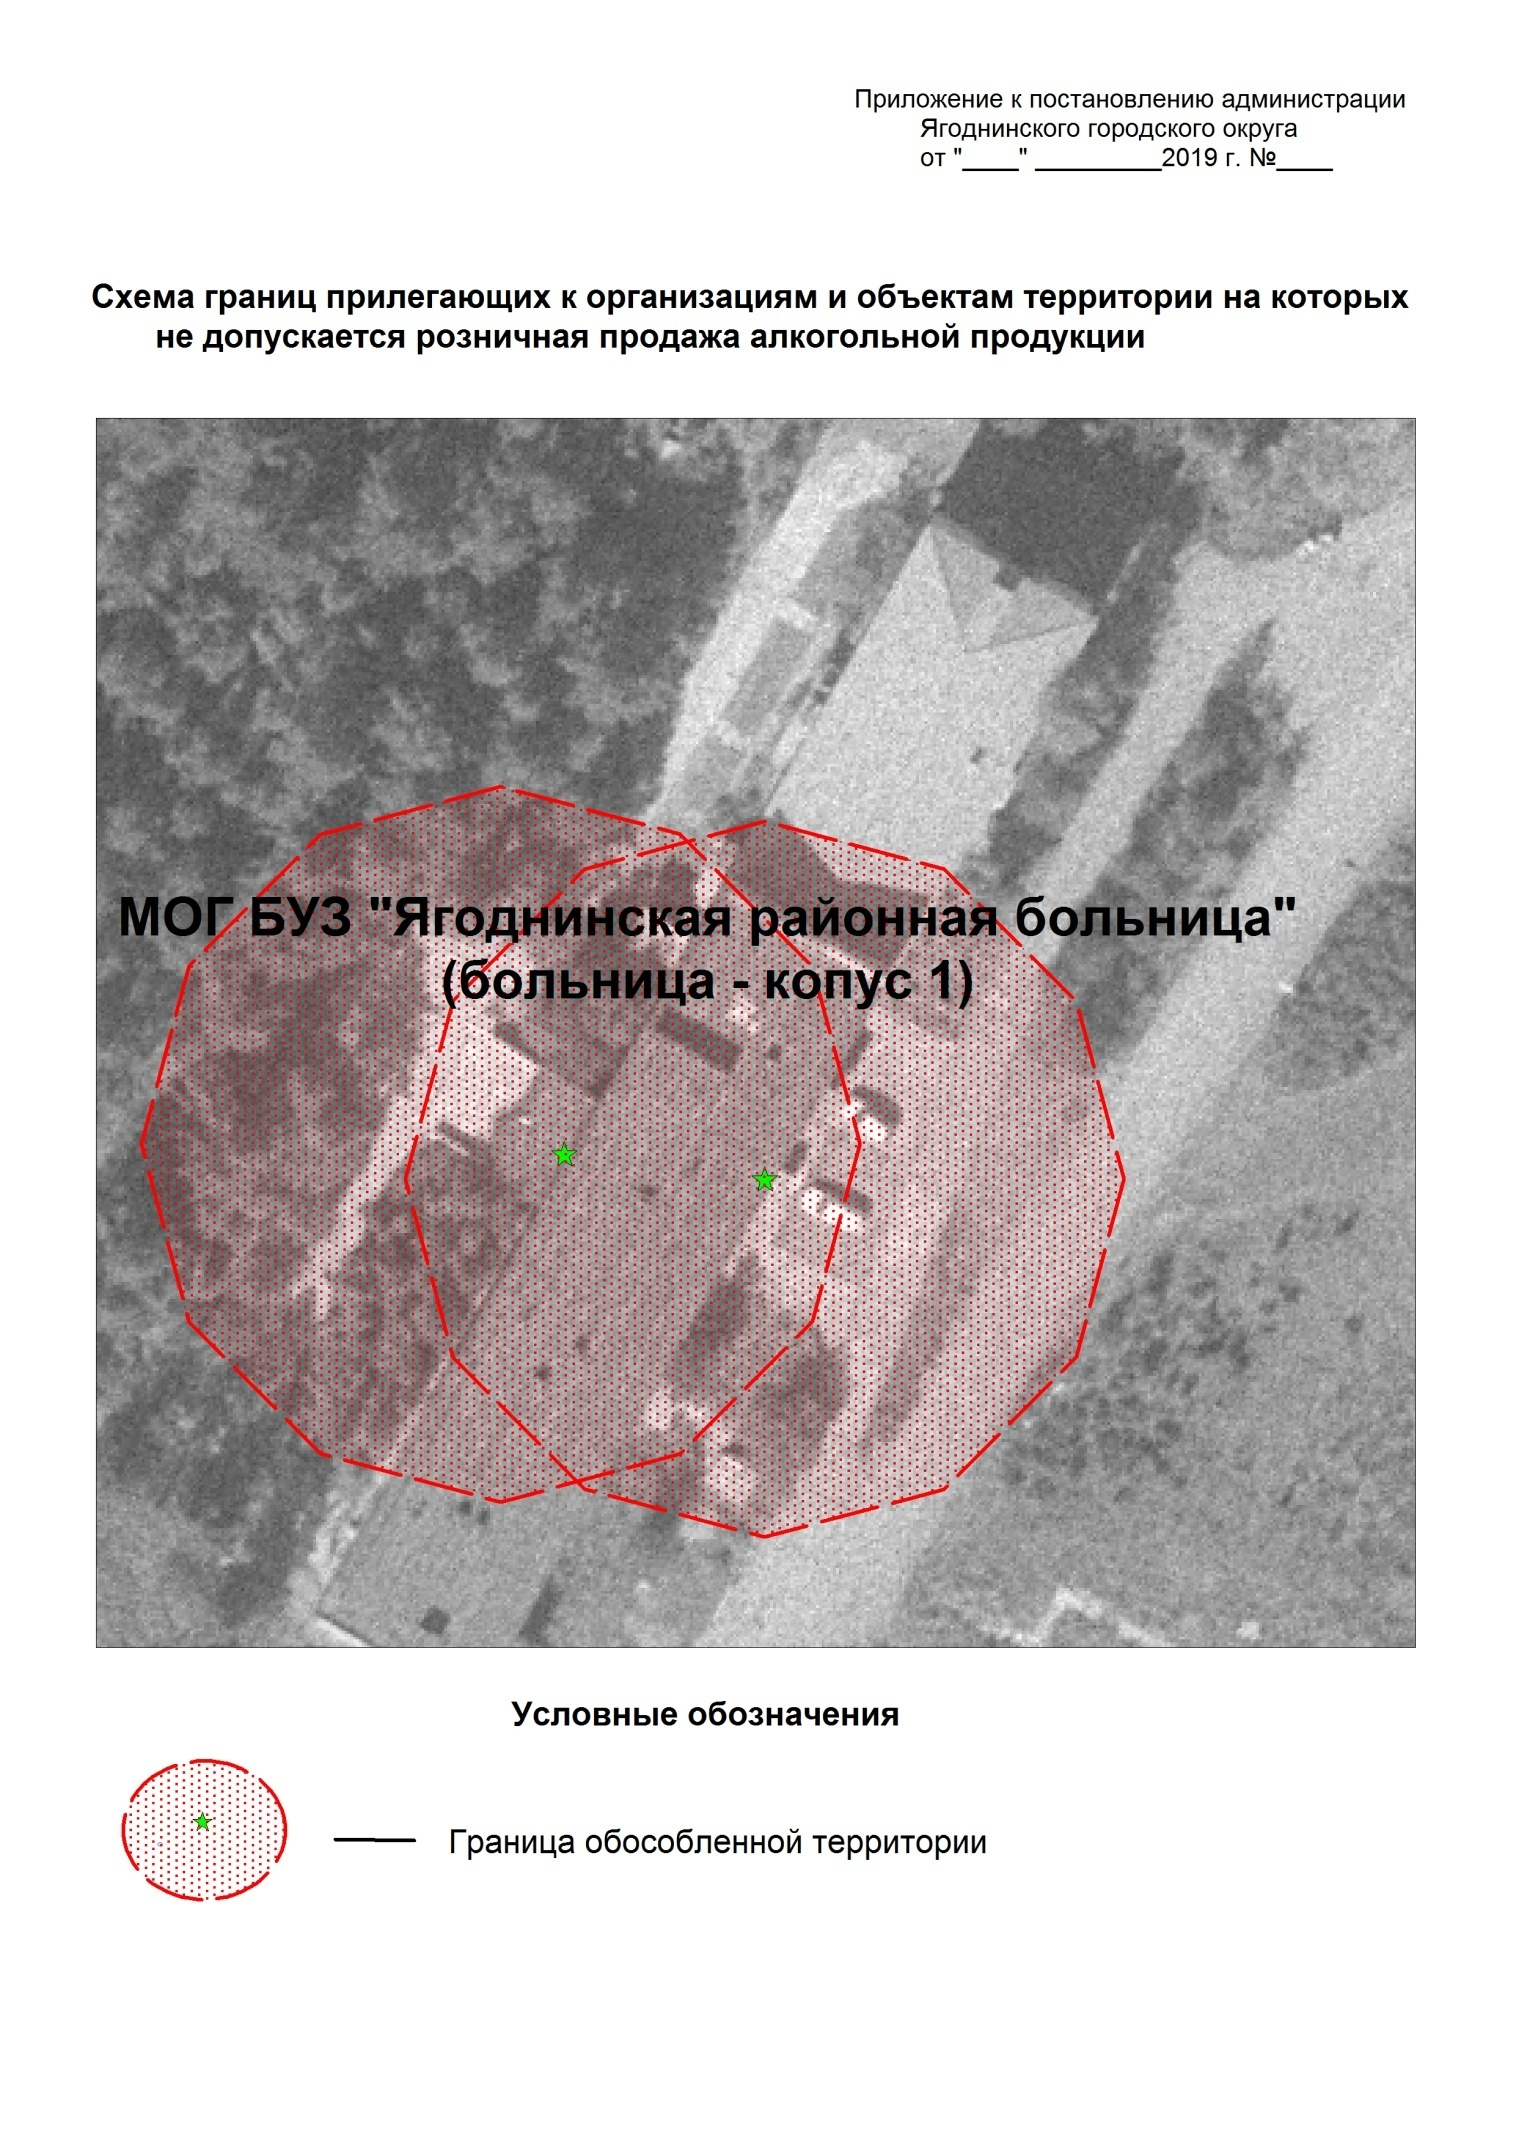 Приложение к постановлению администрации
Ягоднинского городского округа
от "____" _________2019 г. №____
Схема границ прилегающих к организациям и объектам территории на которых
не допускается розничная продажа алкогольной продукции
МОГ БУЗ "Ягоднинская районная больница"
(больница - копус 1)
Условные обозначения
Граница обособленной территории